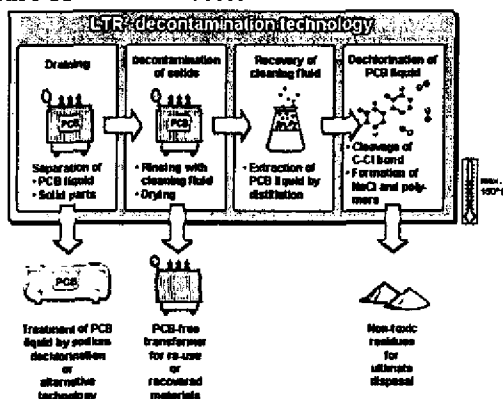 LTR² decontamination technology
Draining
PCB
Separation of
• PCB liquid
• Solid parts
Decontamination
of solids
PCB
• Rinsing with
cleaning fluid
• Drying
Recovery of
cleaning fluid
• Extraction of
PCB liquid by
distillation
Dechlorination of
PCB liquid
• Cleavage of
C-Cl bond
• Formation of
NaCl and poly-
mers
max.
PCB
Treatment of PCB
liquid by sodium
dechlorination
or
alternative
technology
PCB-free
transformer
for re-use
or
recovered
materials
Non-toxic
residues
for
ultimate
disposal